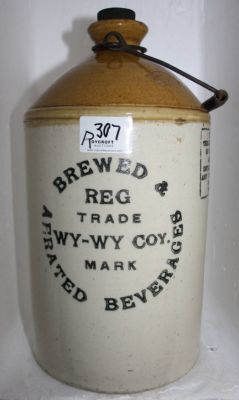 307
ROYCROFT
BREWED &
REG
TRADE
WY-WY COY.
MARK
AERATED BEVERAGES